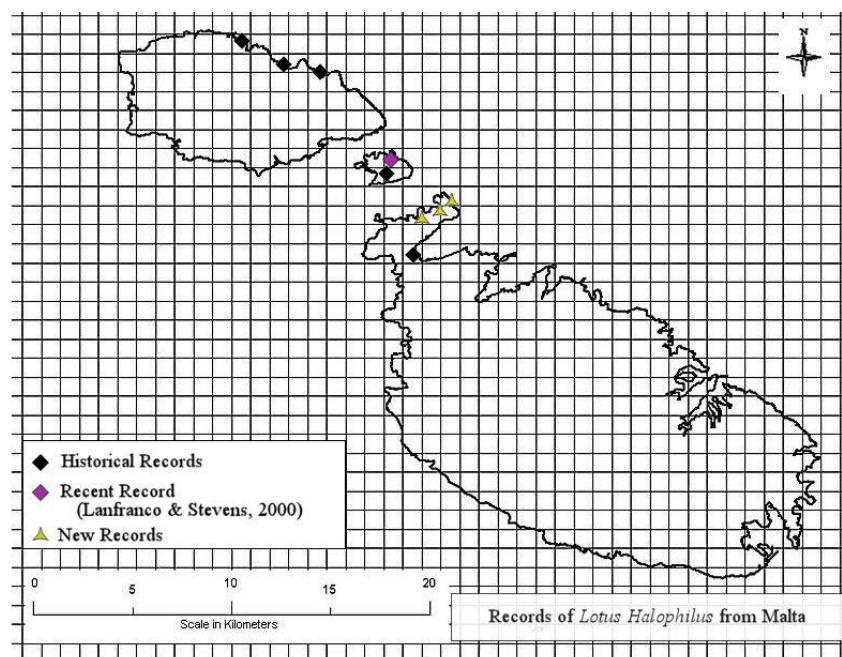 N
Historical Records
Recent Record
(Lanfranco & Stevens, 2000)
New Records
0 5 10 15 20
Scale in Kilometers
Records of Lotus Halophilus from Malta